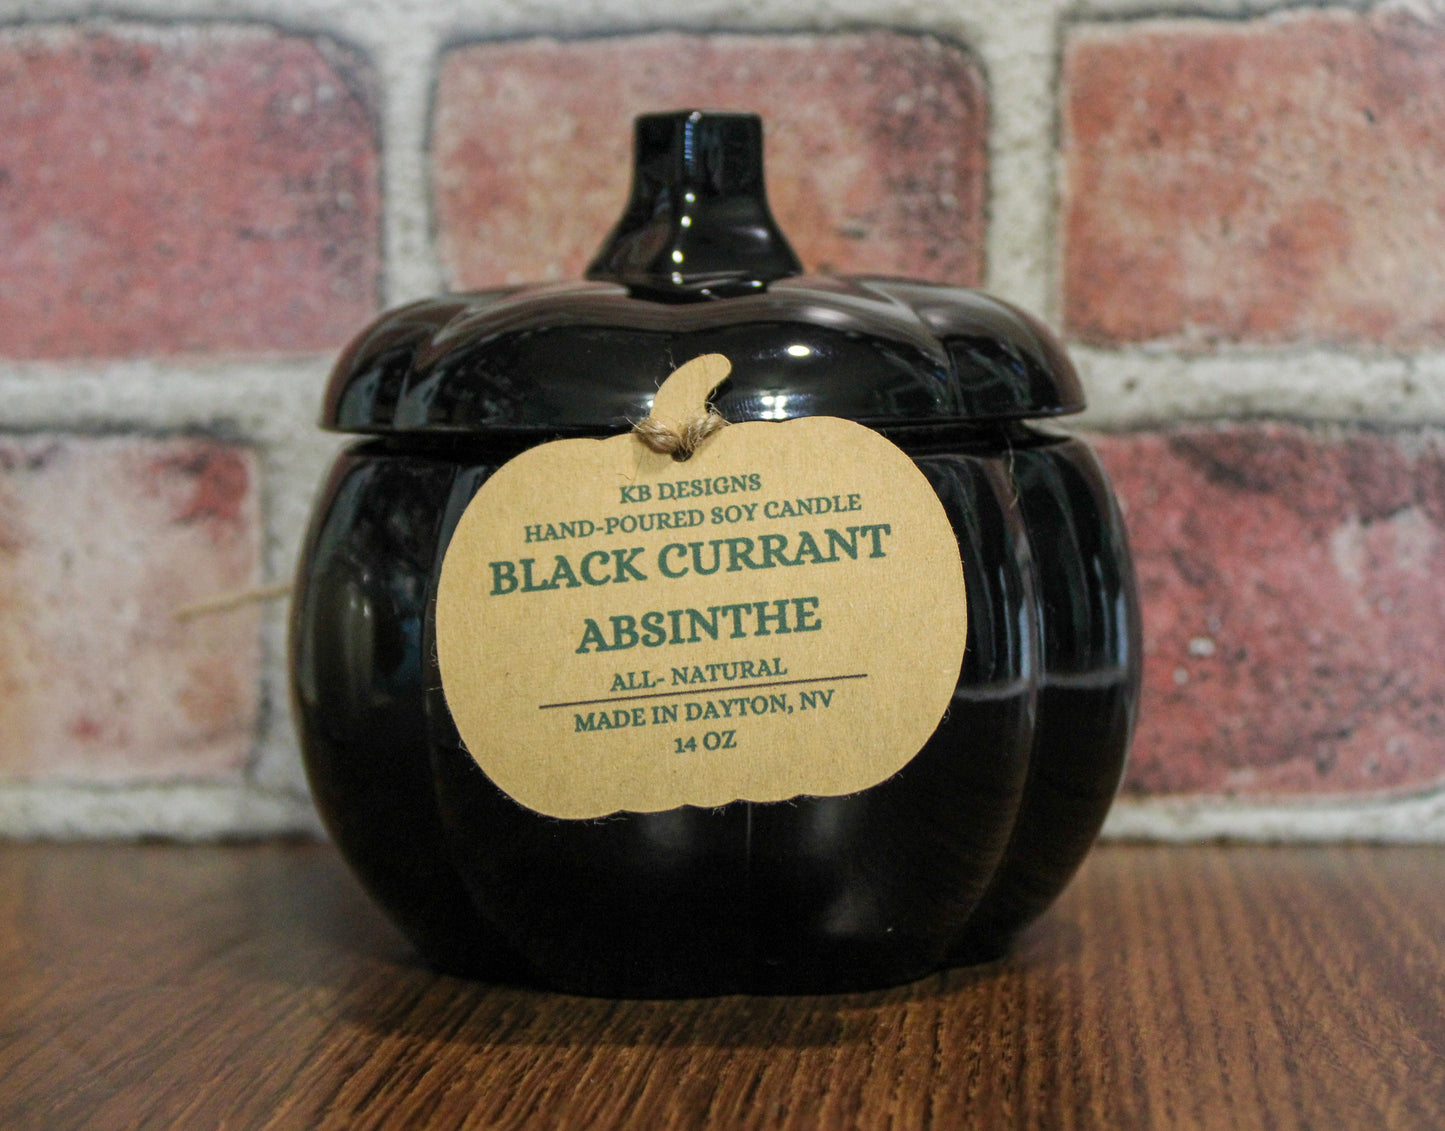 KB DESIGNS
HAND-POURED SOY CANDLE
BLACK CURRANT
ABSINTHE
ALL- NATURAL
MADE IN DAYTON, NV
14 OZ